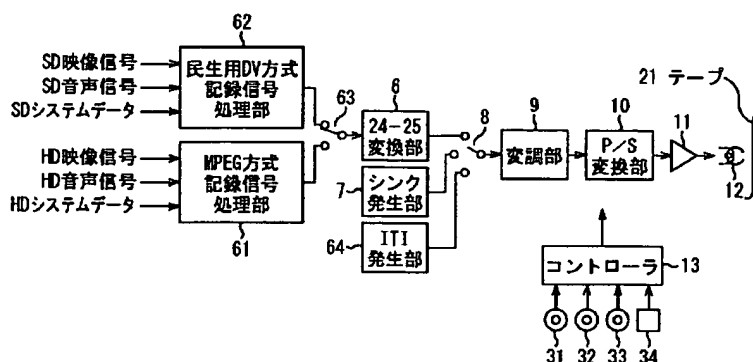 62
SD映像信号
SD音声信号
SDシステムデータ
民生用DV方式
記録信号
処理部
63
6
24-25
変換部
8
9
変調部
10
P/S
変換部
11
21 テープ
12
HD映像信号
HD音声信号
HDシステムデータ
MPEG方式
記録信号
処理部
61
7
シンク
発生部
64
ITI
発生部
コントローラ
13
31
32
33
34